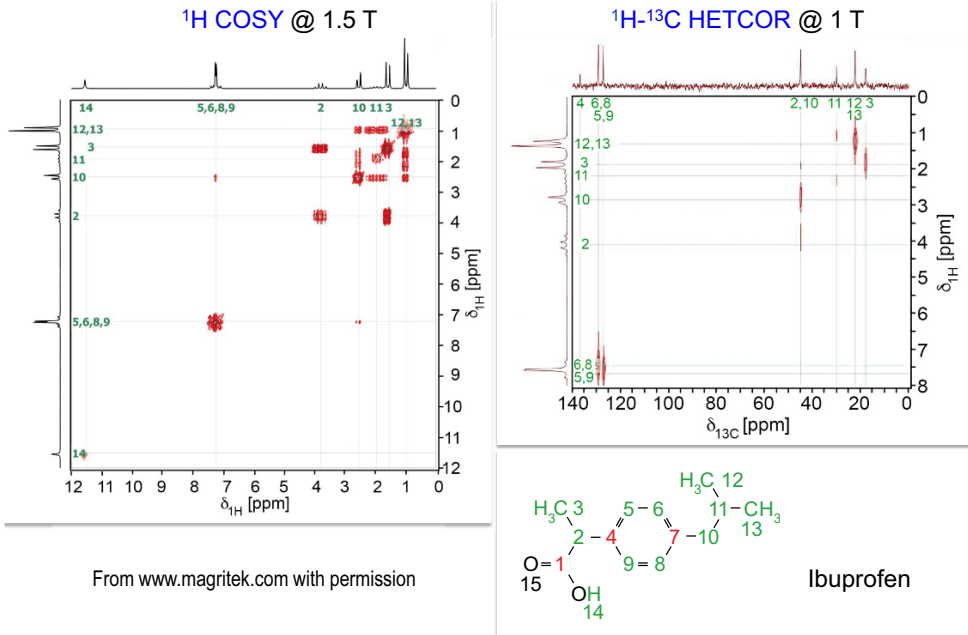 ¹H COSY @ 1.5 T
14 5,6,8,9 2 10 11 3
12,13
12,13
3
11
10
2
5,6,8,9
14
0
1
2
3
4
5
6
7
8
9
10
11
12
δ1H [ppm]
12 11 10 9 8 7 6 5 4 3 2 1 0
δ1H [ppm]
From www.magritek.com with permission
¹H-¹³C HETCOR @ 1 T
4 6,8 2,10 11 12 3
5,9 13
12,13
3
11
10
2
6,8
5,9
0
1
2
3
4
5
6
7
8
δ1H [ppm]
140 120 100 80 60 40 20 0
δ13C [ppm]
H3C 12
H3C 3 5 6 11 CH3
13
2 4 7 10
O 1 9 8
15
OH
14
Ibuprofen